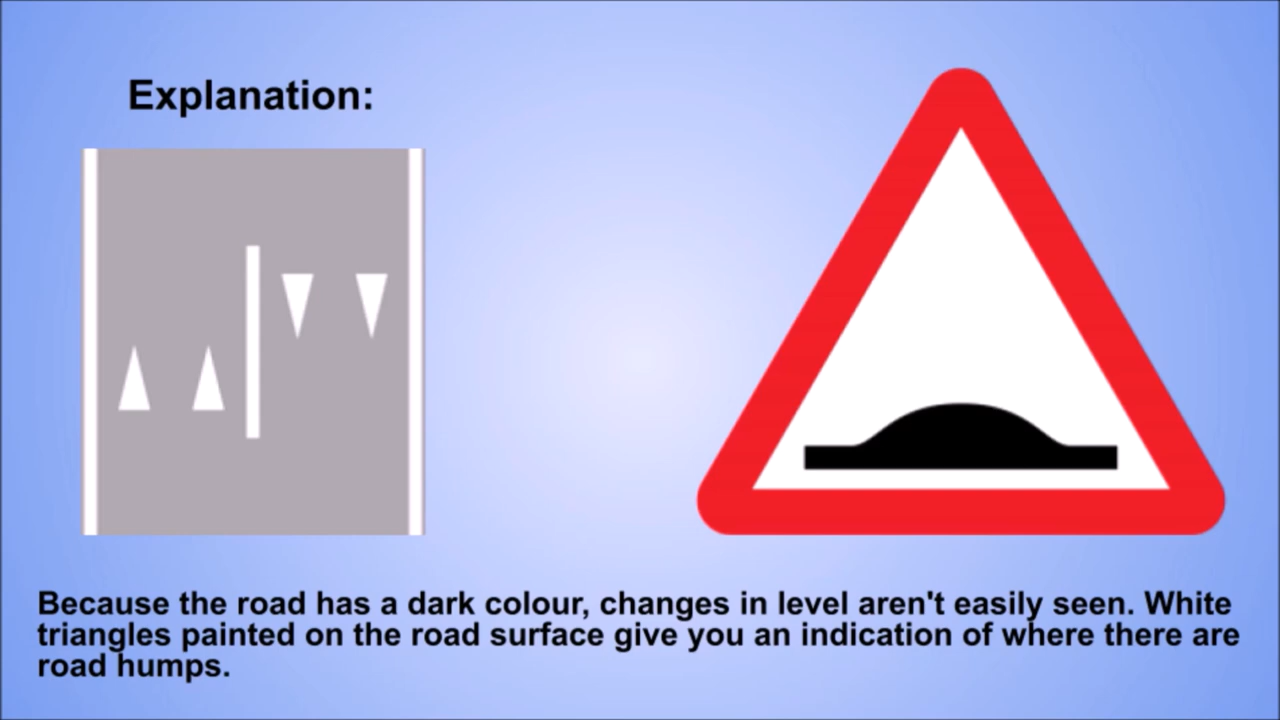 Explanation:
Because the road has a dark colour, changes in level aren't easily seen. White
triangles painted on the road surface give you an indication of where there are
road humps.